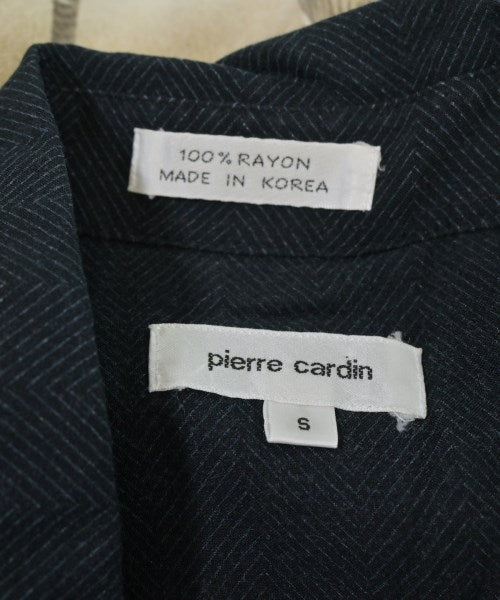 100% RAYON
MADE IN KOREA
pierre cardin
S